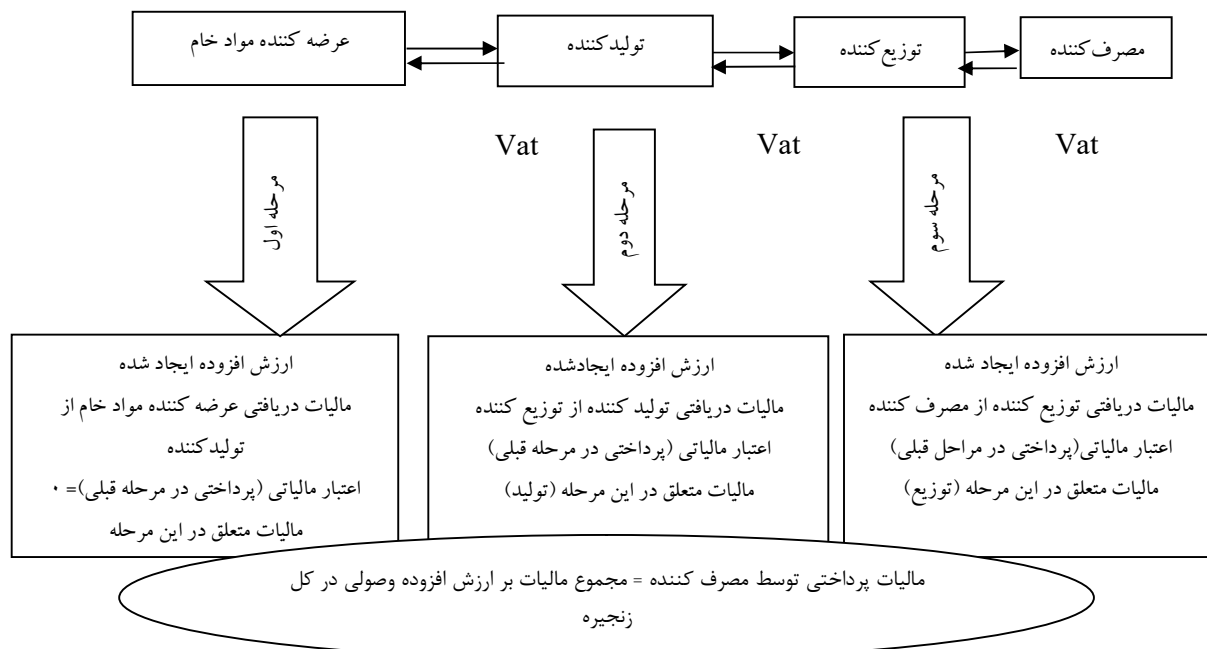 عرضه کننده مواد خام
تولیدکننده
توزیع‌کننده
مصرف‌کننده
Vat
Vat
Vat
مرحله اول
مرحله دوم
مرحله سوم
ارزش افزوده ایجاد شده
مالیات دریافتی عرضه کننده مواد خام از
تولیدکننده
اعتبار مالیاتی (پرداختی در مرحله قبلی)= ۰
مالیات متعلق در این مرحله
ارزش افزوده ایجادشده
مالیات دریافتی تولید کننده از توزیع کننده
اعتبار مالیاتی (پرداختی در مرحله قبلی)
مالیات متعلق در این مرحله (تولید)
ارزش افزوده ایجاد شده
مالیات دریافتی توزیع کننده از مصرف کننده
اعتبار مالیاتی(پرداختی در مراحل قبلی)
مالیات متعلق در این مرحله (توزیع)
مالیات پرداختی توسط مصرف کننده = مجموع مالیات بر ارزش افزوده وصولی در کل
زنجیره